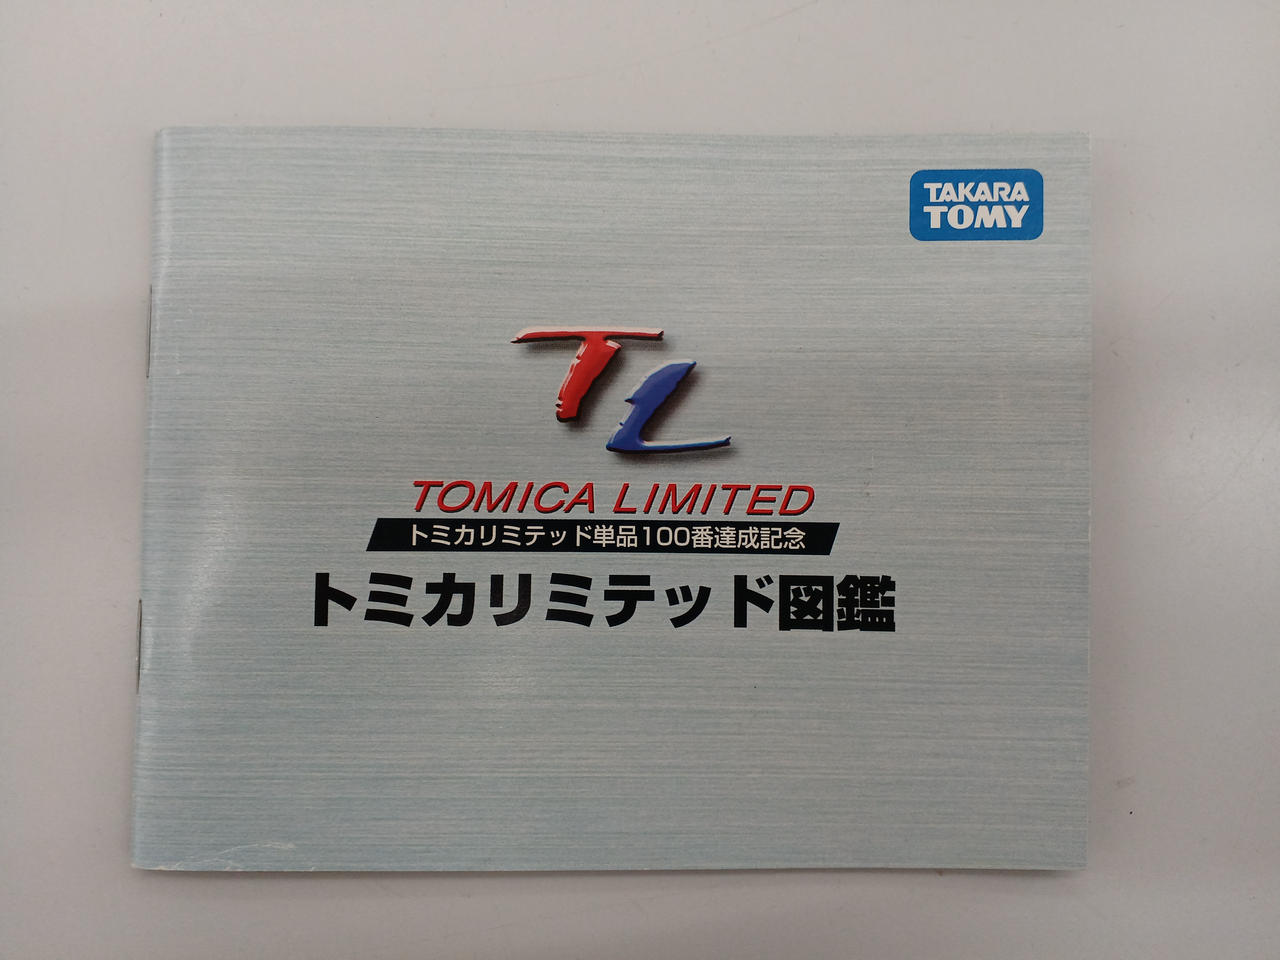 TAKARA
TOMY
TL
TOMICA LIMITED
トミカリミテッド単品100番達成記念
トミカリミテッド図鑑